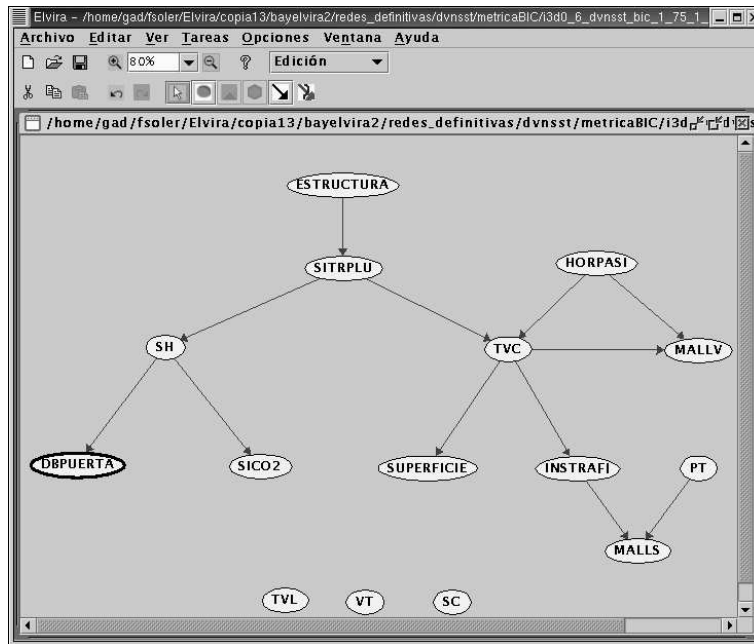 Elvira – /home/gad/fsoler/Elvira/copia13/bayelvira2/redes_definitivas/dvnsst/metricaBIC/i3d0_6_dvnsst_bic_1_75_1_
Archivo Editar Ver Tareas Opciones Ventana Ayuda
80% Edición
/home/gad/fsoler/Elvira/copia13/bayelvira2/redes_definitivas/dvnsst/metricaBIC/i3d
ESTRUCTURA
SITRPLU
HORPASI
SH
TVC
MALLV
DBPUERTA
SICO2
SUPERFICIE
INSTRAFI
PT
MALLS
TVL
VT
SC